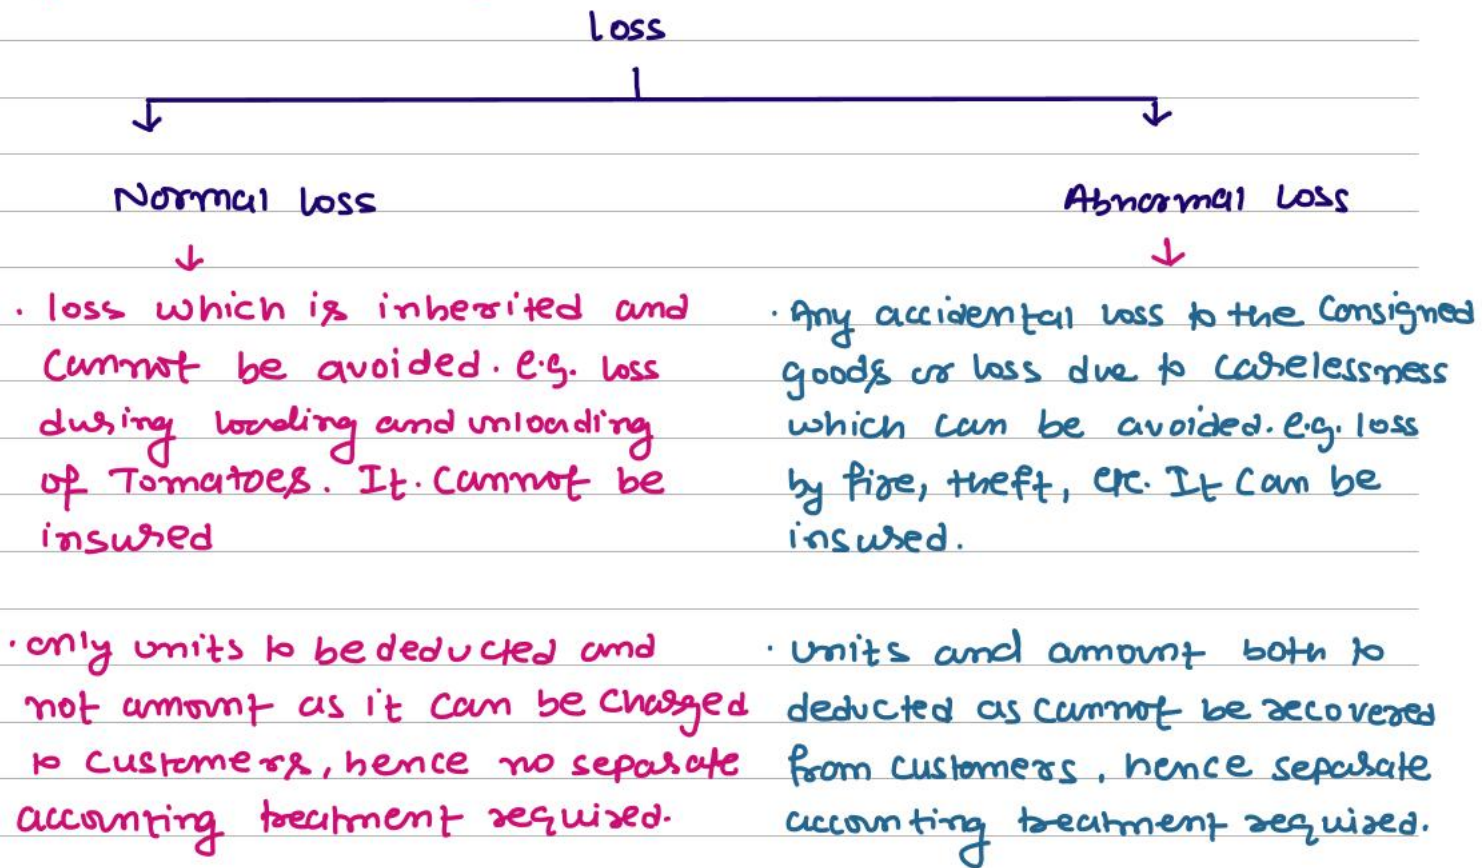 Loss
Normal Loss
Abnormal Loss
. loss which is inherited and
cannot be avoided. e.g. loss
during loading and unloading
of Tomatoes. It. cannot be
insured
. Any accidental loss to the Consigned
goods or loss due to carelessness
which can be avoided. e.g. loss
by fire, theft, etc. It can be
insured.
. only units to be deducted and
not amount as it can be charged
to customers, hence no separate
accounting treatment required.
. units and amount both to
deducted as cannot be recovered
from customers, hence separate
accounting treatment required.